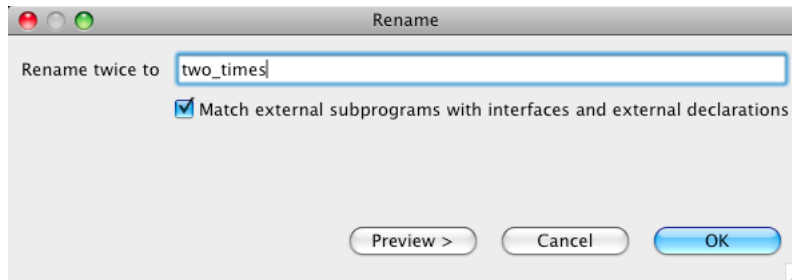 Rename
Rename twice to two_times
Match external subprograms with interfaces and external declarations
Preview > Cancel OK